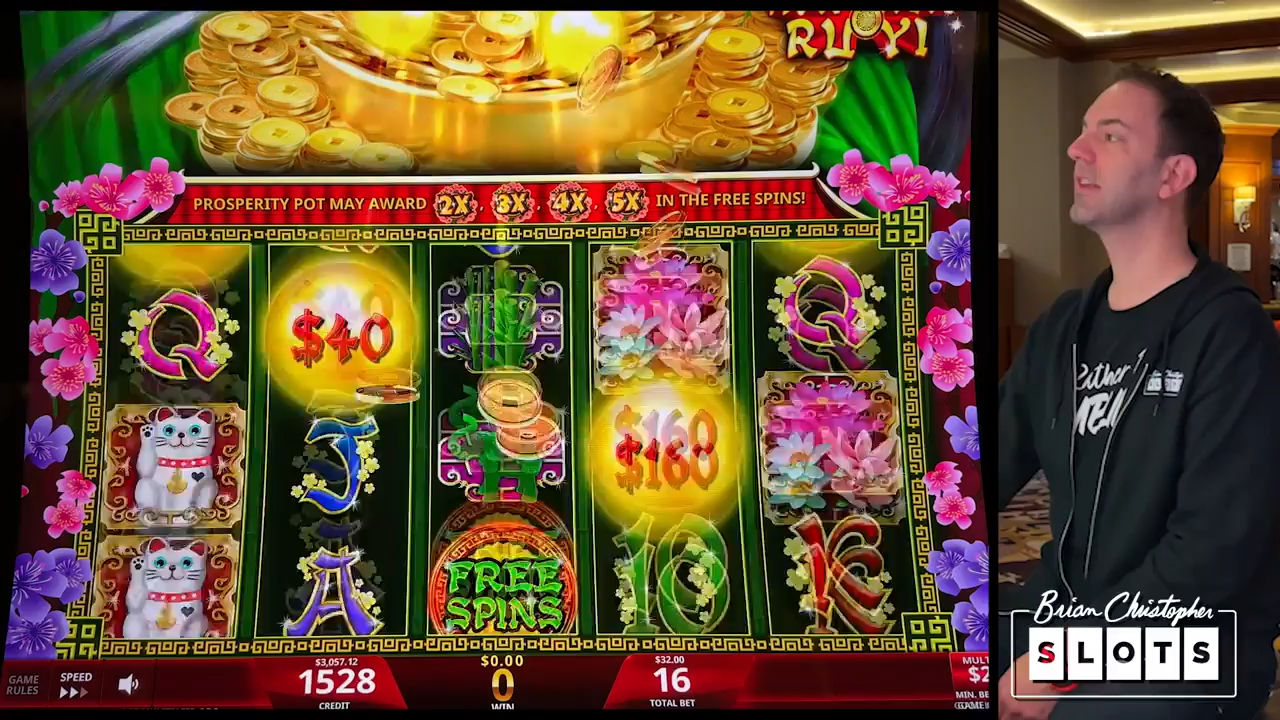 RU YI
PROSPERITY POT MAY AWARD 2X, 3X, 4X, 5X IN THE FREE SPINS!
Q
$40
Q
$160
J
FREE
SPINS
A
10
K
GAME
RULES
SPEED
$3,057.12
1528
CREDIT
$0.00
0
WIN
$32.00
16
TOTAL BET
MIN. BE
Brian Christopher
SLOTS